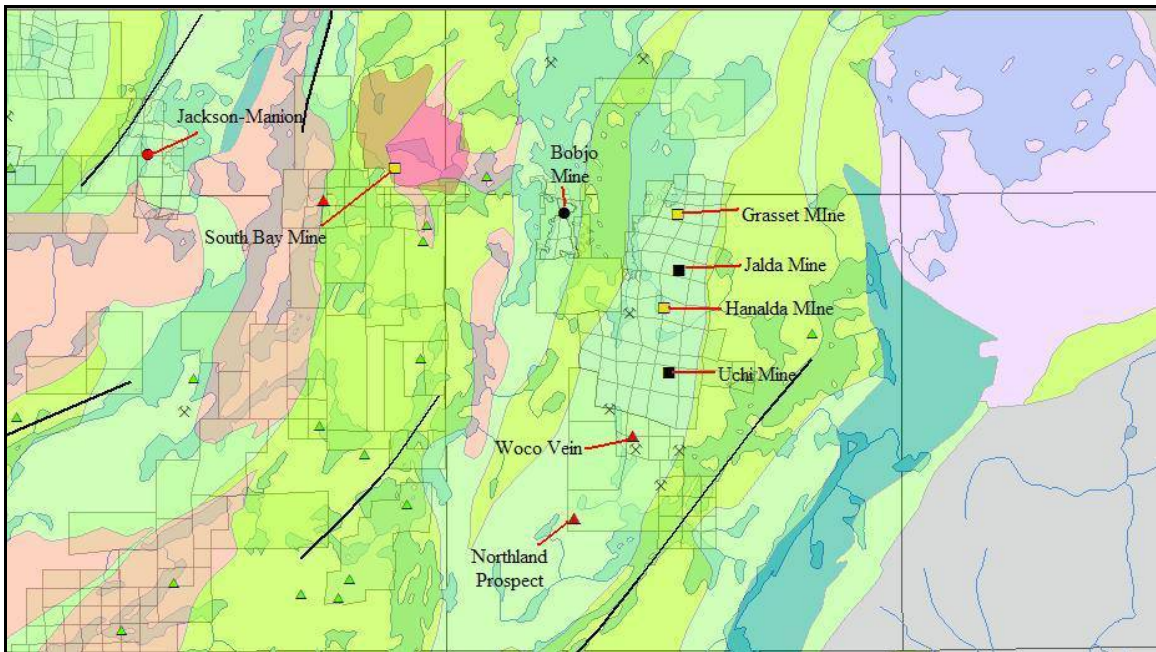 Jackson-Manion
Bobjo
Mine
Grasset MIne
South Bay Mine
Jalda Mine
Hanalda MIne
Uchi Mine
Woco Vein
Northland
Prospect